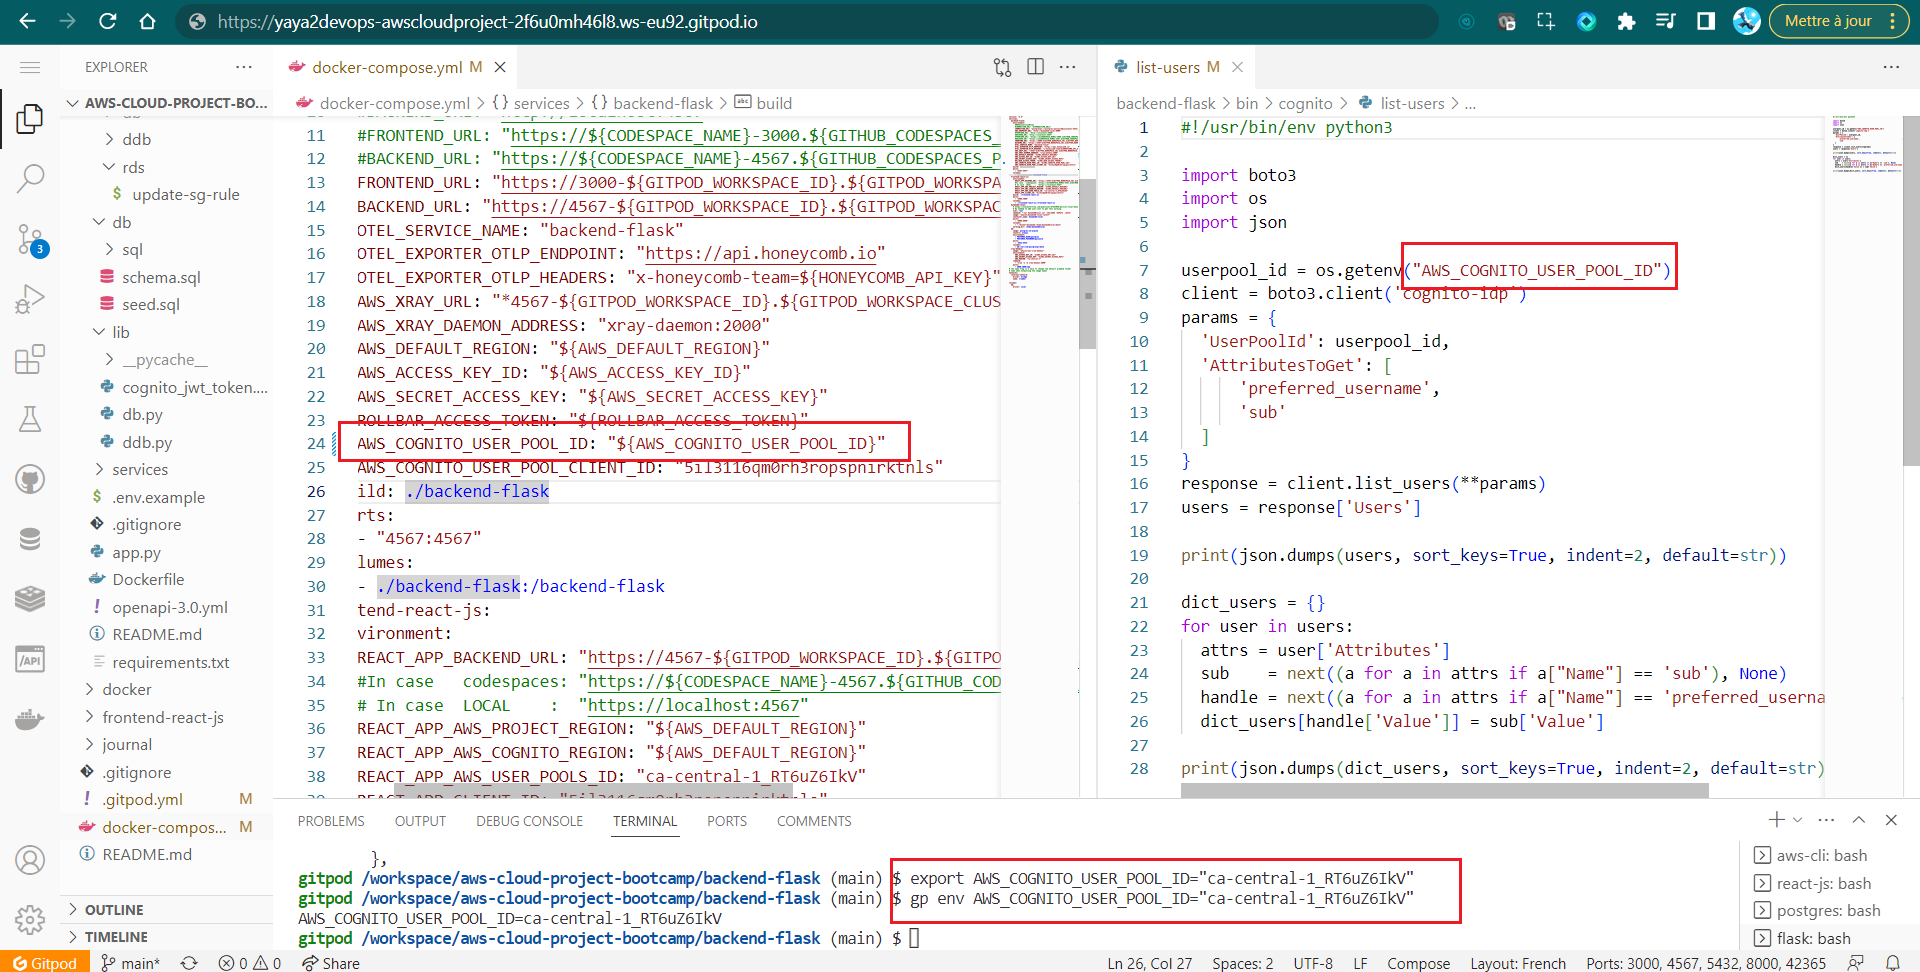 https://yaya2devops-awscloudproject-2f6u0mh46l8.ws-eu92.gitpod.io
Mettre à jour
EXPLORER
AWS-CLOUD-PROJECT-BO...
ddb
rds
$ update-sg-rule
db
sql
schema.sql
seed.sql
lib
__pycache__
cognito_jwt_token....
db.py
ddb.py
services
$ .env.example
.gitignore
app.py
Dockerfile
! openapi-3.0.yml
README.md
requirements.txt
docker
frontend-react-js
journal
.gitignore
! .gitpod.yml M
docker-compos... M
README.md
OUTLINE
TIMELINE
3
/API
docker-compose.yml M
docker-compose.yml > {} services > {} backend-flask > abc build
11 #FRONTEND_URL: "https://${CODESPACE_NAME}-3000.${GITHUB_CODESPACES_
12 #BACKEND_URL: "https://${CODESPACE_NAME}-4567.${GITHUB_CODESPACES_P
13 FRONTEND_URL: "https://3000-${GITPOD_WORKSPACE_ID}.${GITPOD_WORKSPA
14 BACKEND_URL: "https://4567-${GITPOD_WORKSPACE_ID}.${GITPOD_WORKSPAC
15 OTEL_SERVICE_NAME: "backend-flask"
16 OTEL_EXPORTER_OTLP_ENDPOINT: "https://api.honeycomb.io"
17 OTEL_EXPORTER_OTLP_HEADERS: "x-honeycomb-team=${HONEYCOMB_API_KEY}"
18 AWS_XRAY_URL: "*4567-${GITPOD_WORKSPACE_ID}.${GITPOD_WORKSPACE_CLUS
19 AWS_XRAY_DAEMON_ADDRESS: "xray-daemon:2000"
20 AWS_DEFAULT_REGION: "${AWS_DEFAULT_REGION}"
21 AWS_ACCESS_KEY_ID: "${AWS_ACCESS_KEY_ID}"
22 AWS_SECRET_ACCESS_KEY: "${AWS_SECRET_ACCESS_KEY}"
23 ROLLBAR_ACCESS_TOKEN: "${ROLLBAR_ACCESS_TOKEN}"
24 AWS_COGNITO_USER_POOL_ID: "${AWS_COGNITO_USER_POOL_ID}"
25 AWS_COGNITO_USER_POOL_CLIENT_ID: "5il3116qm0rh3ropspnirktnls"
26 ild: ./backend-flask
27 rts:
28 - "4567:4567"
29 lumes:
30 - ./backend-flask:/backend-flask
31 tend-react-js:
32 vironment:
33 REACT_APP_BACKEND_URL: "https://4567-${GITPOD_WORKSPACE_ID}.${GITPO
34 #In case codespaces: "https://${CODESPACE_NAME}-4567.${GITHUB_COD
35 # In case LOCAL : "https://localhost:4567"
36 REACT_APP_AWS_PROJECT_REGION: "${AWS_DEFAULT_REGION}"
37 REACT_APP_AWS_COGNITO_REGION: "${AWS_DEFAULT_REGION}"
38 REACT_APP_AWS_USER_POOLS_ID: "ca-central-1_RT6uZ6IkV"
list-users M
backend-flask > bin > cognito > list-users > ...
1 #!/usr/bin/env python3
2
3 import boto3
4 import os
5 import json
6
7 userpool_id = os.getenv("AWS_COGNITO_USER_POOL_ID")
8 client = boto3.client('cognito-idp')
9 params = {
10 'UserPoolId': userpool_id,
11 'AttributesToGet': [
12 'preferred_username',
13 'sub'
14 ]
15 }
16 response = client.list_users(**params)
17 users = response['Users']
18
19 print(json.dumps(users, sort_keys=True, indent=2, default=str))
20
21 dict_users = {}
22 for user in users:
23 attrs = user['Attributes']
24 sub = next((a for a in attrs if a["Name"] == 'sub'), None)
25 handle = next((a for a in attrs if a["Name"] == 'preferred_userna
26 dict_users[handle['Value']] = sub['Value']
27
28 print(json.dumps(dict_users, sort_keys=True, indent=2, default=str)
PROBLEMS OUTPUT DEBUG CONSOLE TERMINAL PORTS COMMENTS
},
gitpod /workspace/aws-cloud-project-bootcamp/backend-flask (main) $ export AWS_COGNITO_USER_POOL_ID="ca-central-1_RT6uZ6IkV"
gitpod /workspace/aws-cloud-project-bootcamp/backend-flask (main) $ gp env AWS_COGNITO_USER_POOL_ID="ca-central-1_RT6uZ6IkV"
AWS_COGNITO_USER_POOL_ID=ca-central-1_RT6uZ6IkV
gitpod /workspace/aws-cloud-project-bootcamp/backend-flask (main) $
aws-cli: bash
react-js: bash
postgres: bash
flask: bash
Gitpod main* 0 0 Share Ln 26, Col 27 Spaces: 2 UTF-8 LF Compose Layout: French Ports: 3000, 4567, 5432, 8000, 42365